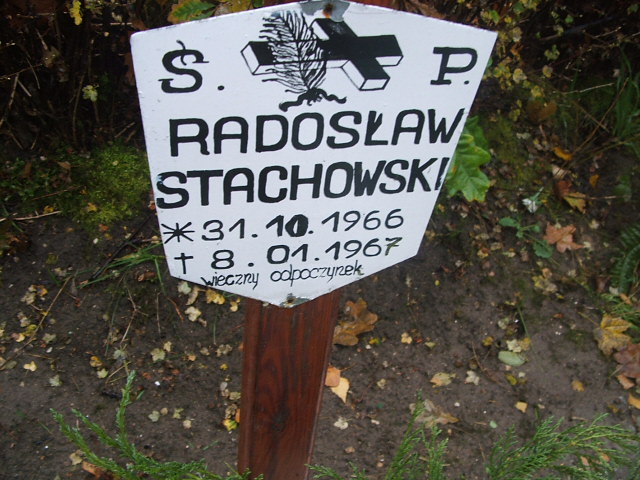 Ś. P.
RADOSŁAW
STACHOWSKI
* 31.10.1966
† 8.01.1967
wieczny odpoczynek